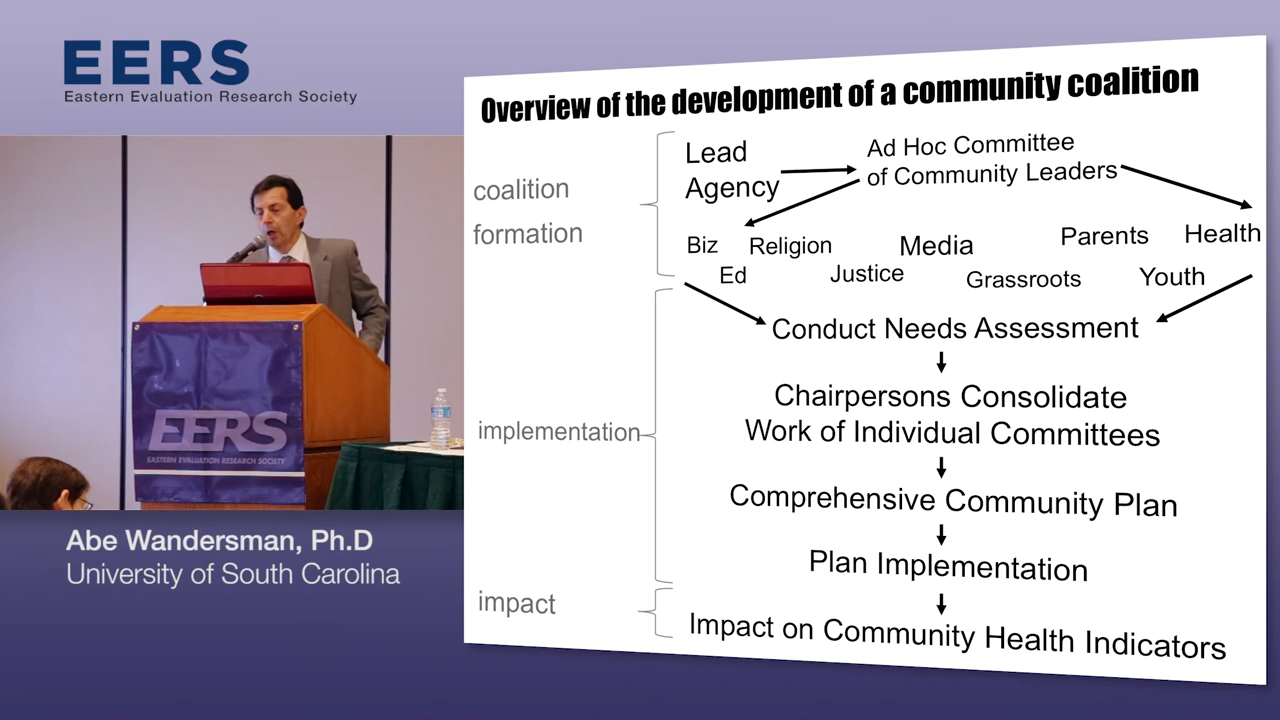 EERS
Eastern Evaluation Research Society
EERS
EASTERN EVALUATION RESEARCH SOCIETY
Abe Wandersman, Ph.D
University of South Carolina
Overview of the development of a community coalition
coalition
formation
Lead
Agency
Ad Hoc Committee
of Community Leaders
Biz Religion Media Parents Health
Ed Justice Grassroots Youth
implementation
Conduct Needs Assessment
Chairpersons Consolidate
Work of Individual Committees
Comprehensive Community Plan
Plan Implementation
impact
Impact on Community Health Indicators